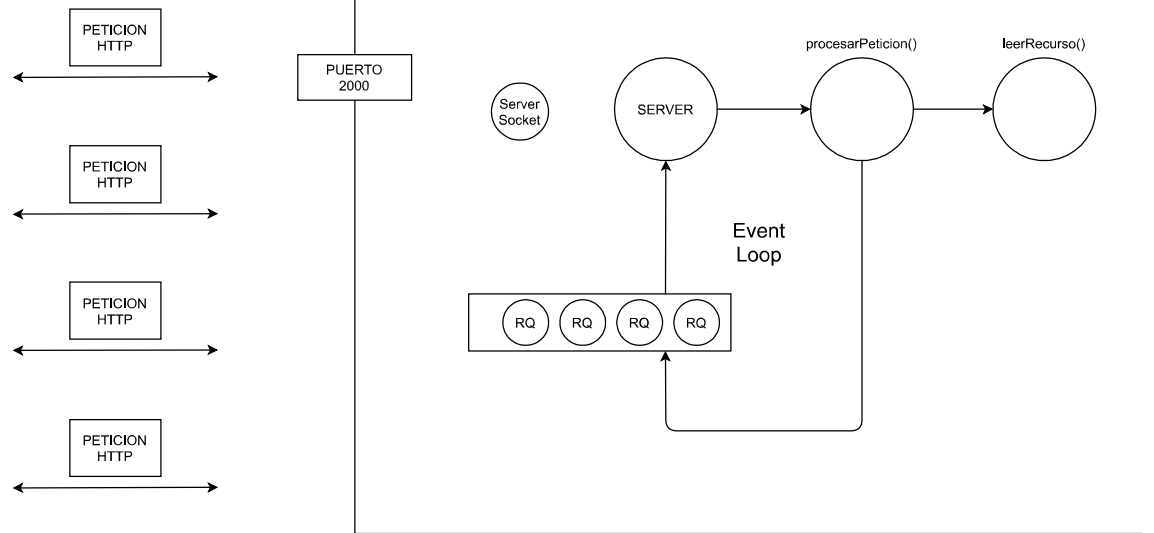 PETICION
HTTP
procesarPeticion()
leerRecurso()
PUERTO
2000
Server
Socket
SERVER
PETICION
HTTP
Event
Loop
PETICION
HTTP
RQ
RQ
RQ
RQ
PETICION
HTTP